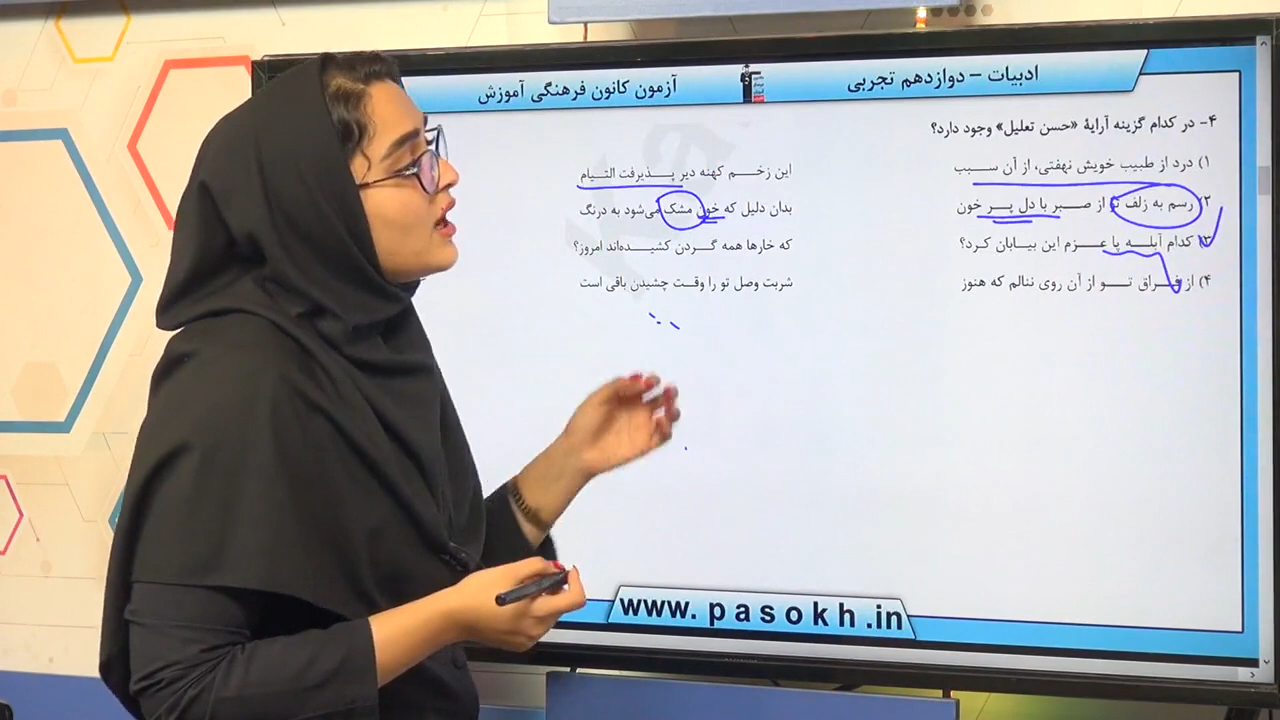 ادبیات – دوازدهم تجربی
آزمون کانون فرهنگی آموزش
۴- در کدام گزینه آرایهٔ «حسن تعلیل» وجود دارد؟
۱) درد از طبیب خویش نهفتی، از آن سبب این زخم کهنه دیر پذیرفت التیام
۲) رسم به زلف تو از صبر با دل پر خون بدان دلیل که خون مشک می‌شود به درنگ
۳) کدام آبله پا عزم این بیابان کرد؟ که خارها همه گردن کشیده‌اند امروز؟
۴) از فراق تو از آن روی ننالم که هنوز شربت وصل تو را وقت چشیدن باقی است
www.pasokh.in